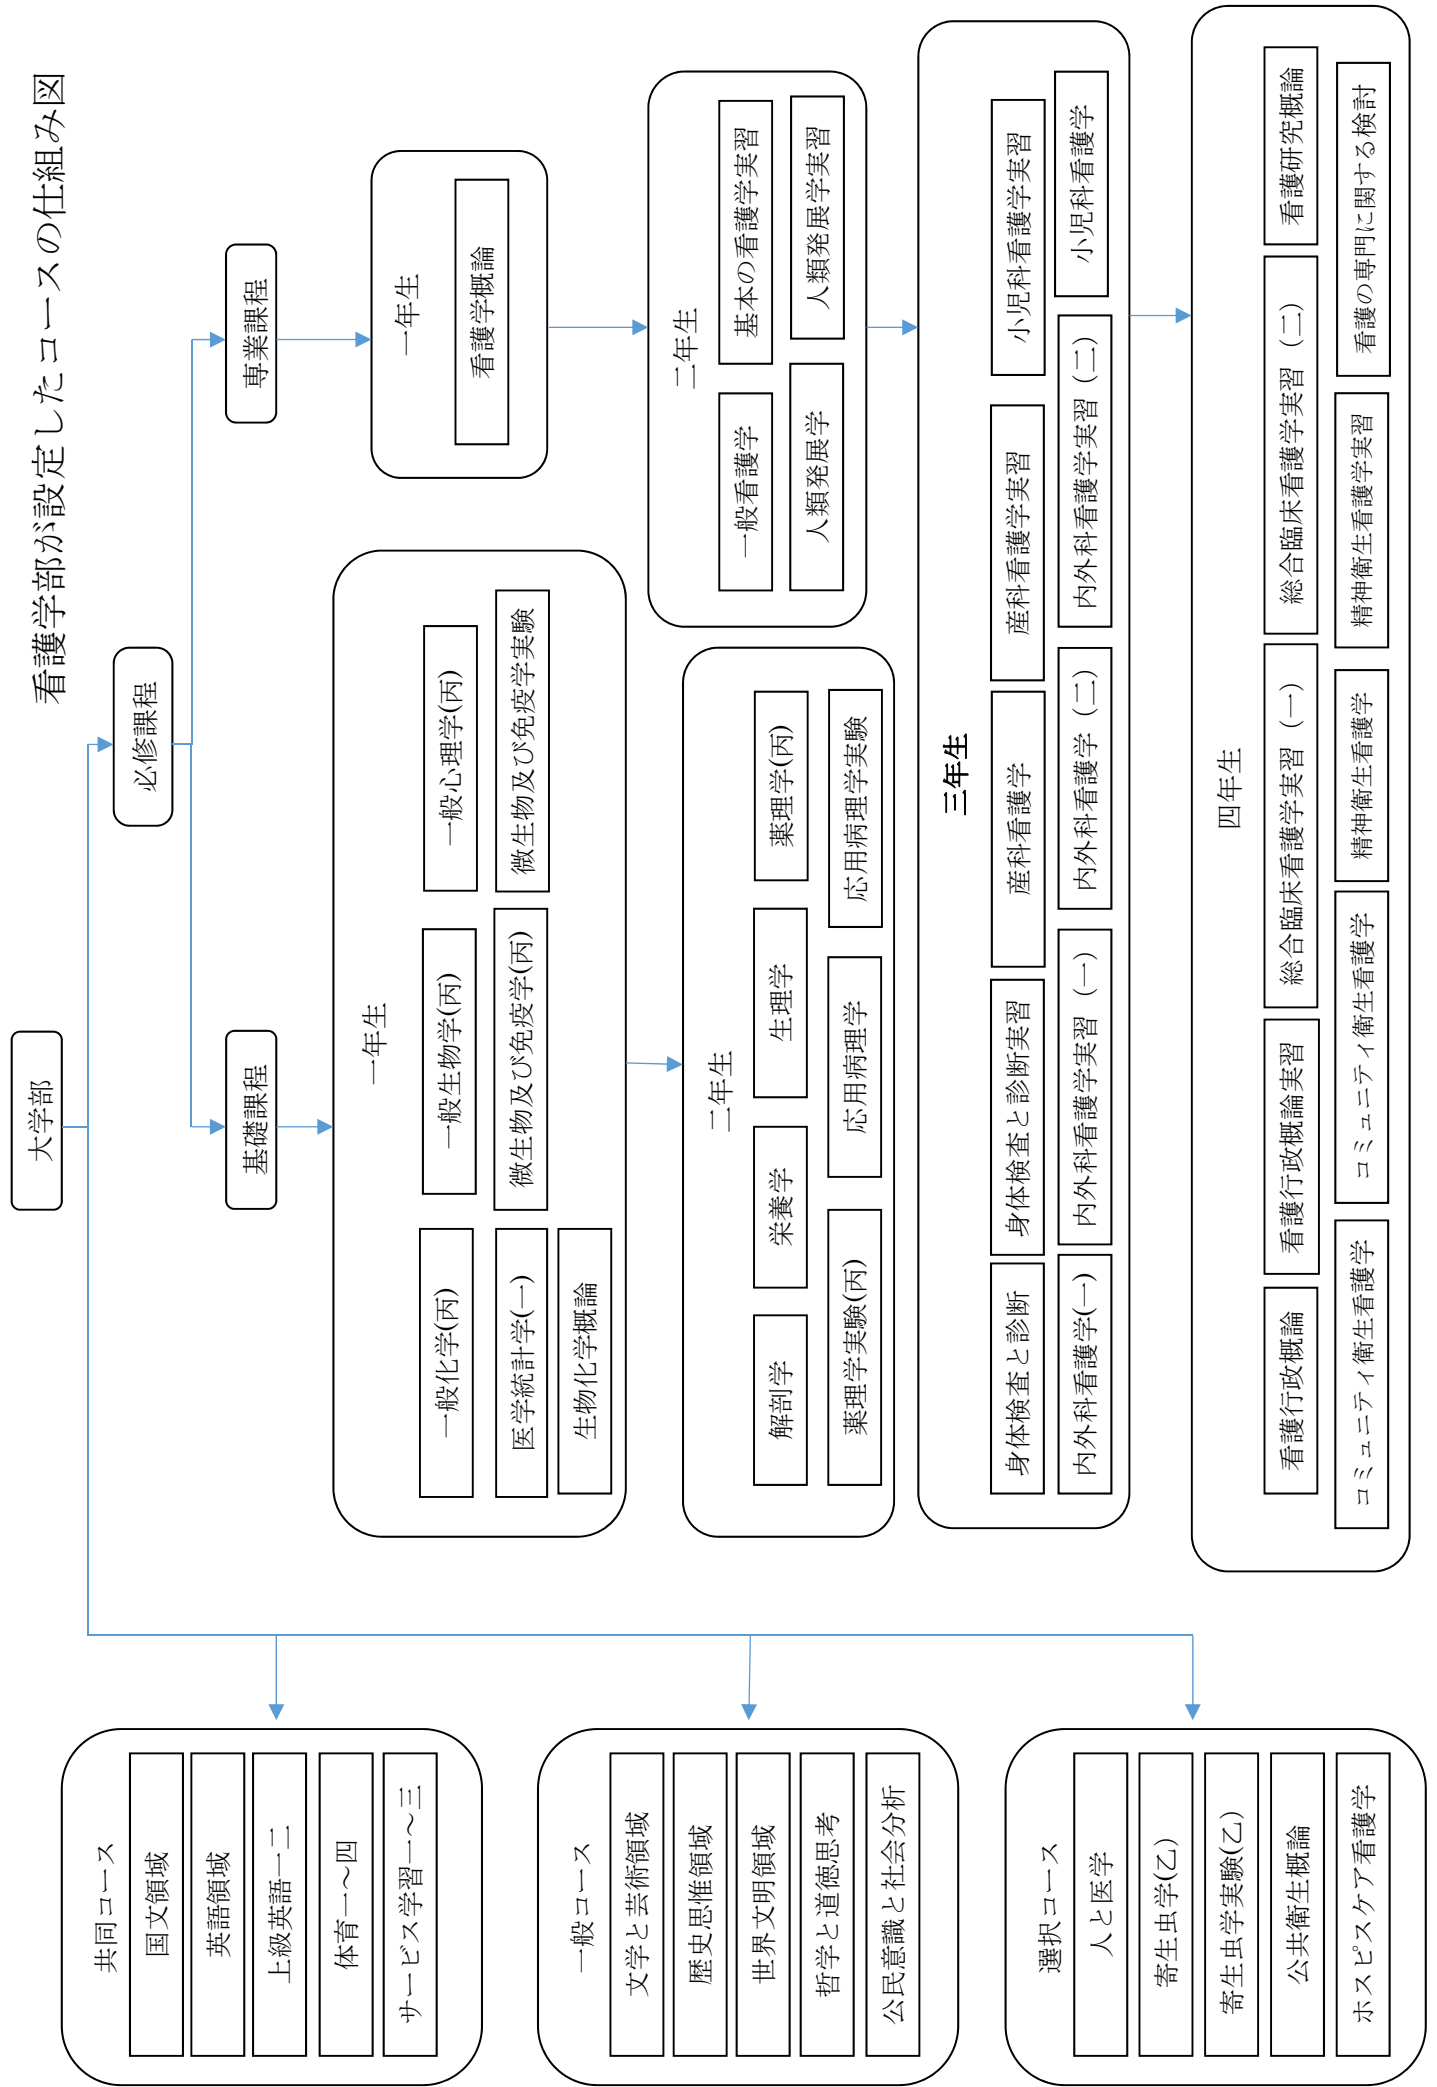 看護学部が設定したコースの仕組み図
大学部
必修課程
専業課程
基礎課程
共同コース
国文領域
英語領域
上級英語一二
体育一～四
サービス学習一～三
一般コース
文学と芸術領域
歴史思惟領域
世界文明領域
哲学と道徳思考
公民意識と社会分析
選択コース
人と医学
寄生虫学(乙)
寄生虫学実験(乙)
公共衛生概論
ホスピスケア看護学
一年生
一般化学(丙)
一般生物学(丙)
一般心理学(丙)
医学統計学(一)
微生物及び免疫学(丙)
微生物及び免疫学実験
生物化学概論
二年生
解剖学
栄養学
生理学
薬理学(丙)
薬理学実験(丙)
応用病理学
応用病理学実験
一年生
看護学概論
二年生
一般看護学
基本の看護学実習
人類発展学
人類発展学実習
三年生
身体検査と診断
身体検査と診断実習
産科看護学
産科看護学実習
小児科看護学実習
内外科看護学(一)
内外科看護学実習（一）
内外科看護学（二）
内外科看護学実習（二）
小児科看護学
四年生
看護行政概論
看護行政概論実習
総合臨床看護学実習（一）
総合臨床看護学実習（二）
看護研究概論
コミュニティ衛生看護学
コミュニティ衛生看護学
精神衛生看護学
精神衛生看護学実習
看護の専門に関する検討